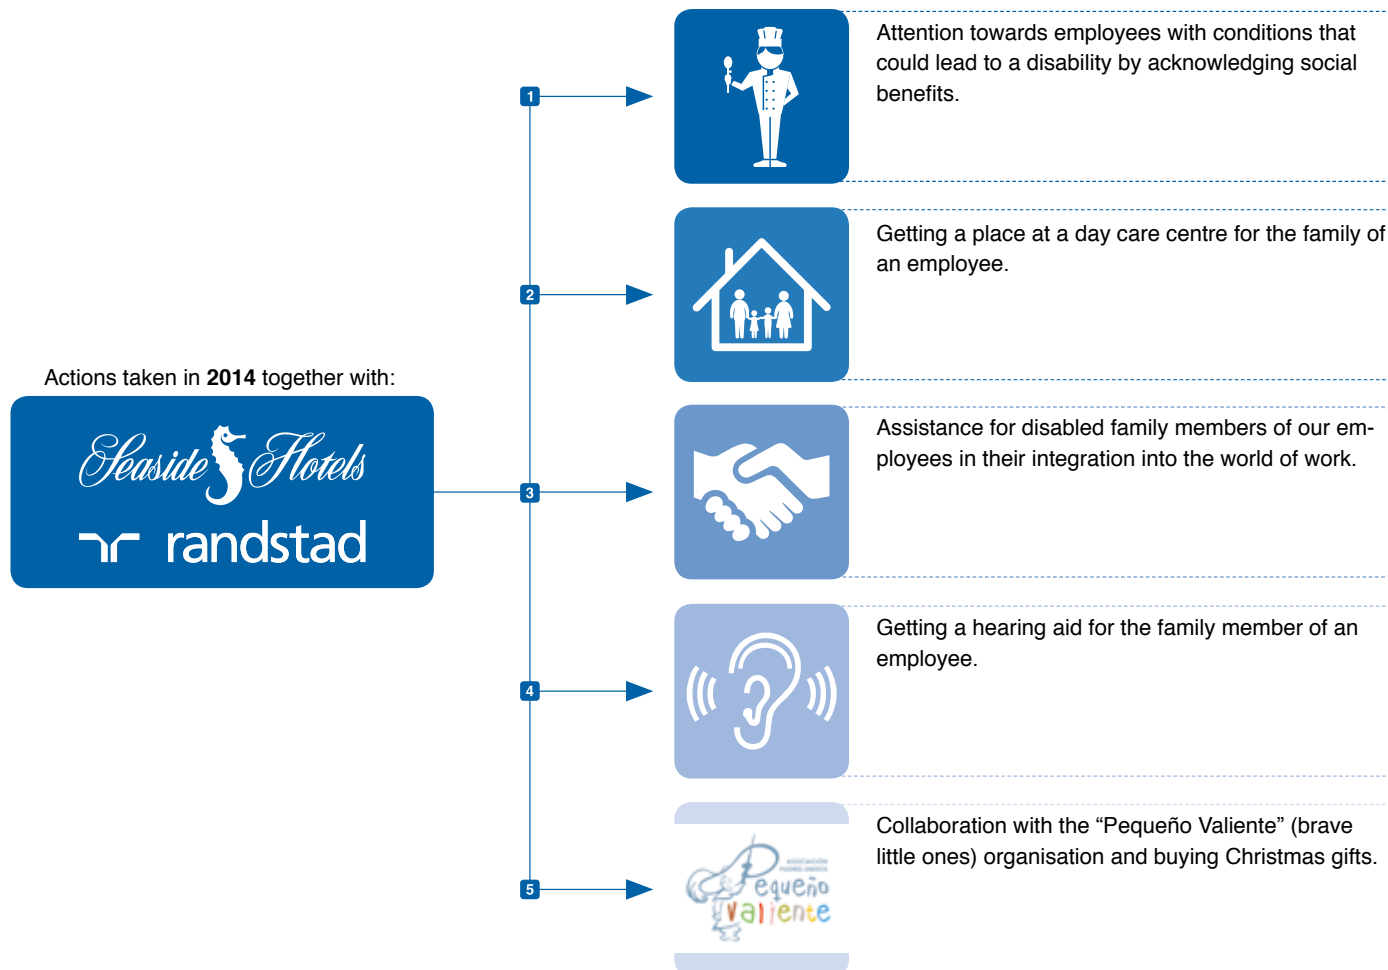 Actions taken in 2014 together with:
Seaside Hotels
randstad
1
Attention towards employees with conditions that
could lead to a disability by acknowledging social
benefits.
2
Getting a place at a day care centre for the family of
an employee.
3
Assistance for disabled family members of our em-
ployees in their integration into the world of work.
4
Getting a hearing aid for the family member of an
employee.
5
Collaboration with the “Pequeño Valiente” (brave
little ones) organisation and buying Christmas gifts.
ASOCIACIÓN
PADRES UNIDOS
Pequeño
Valiente